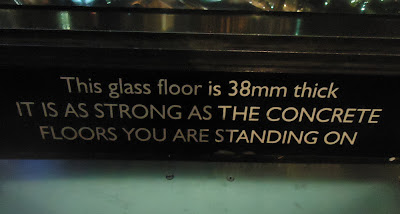 This glass floor is 38mm thick
IT IS AS STRONG AS THE CONCRETE
FLOORS YOU ARE STANDING ON